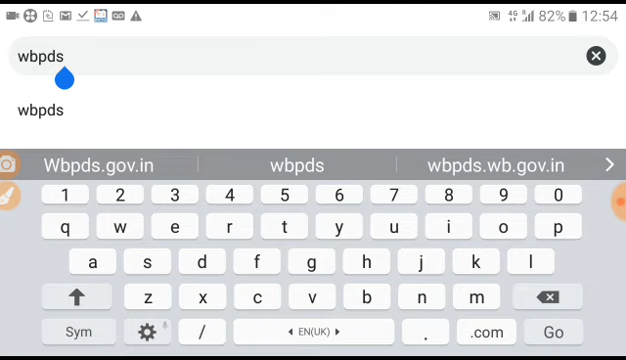 4G 82% 12:54
wbpds
wbpds
Wbpds.gov.in wbpds wbpds.wb.gov.in
1 2 3 4 5 6 7 8 9 0
q w e r t y u i o p
a s d f g h j k l
z x c v b n m
Sym / EN(UK) . .com Go